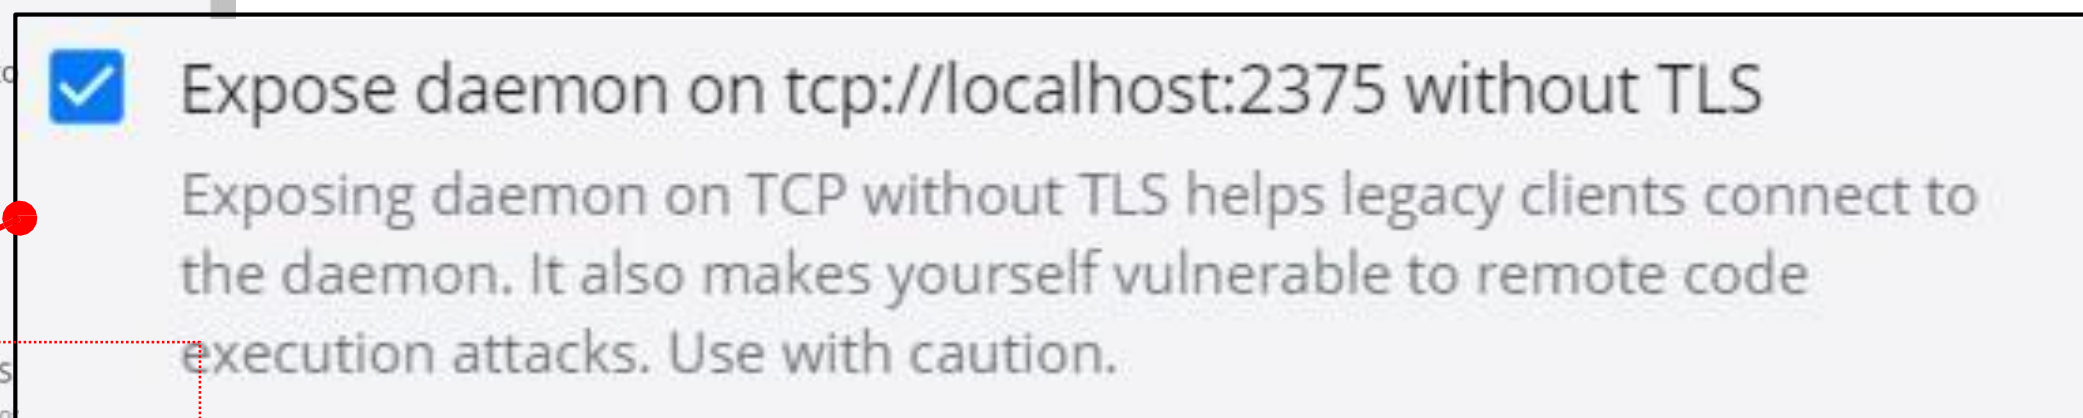 Expose daemon on tcp://localhost:2375 without TLS
Exposing daemon on TCP without TLS helps legacy clients connect to
the daemon. It also makes yourself vulnerable to remote code
execution attacks. Use with caution.